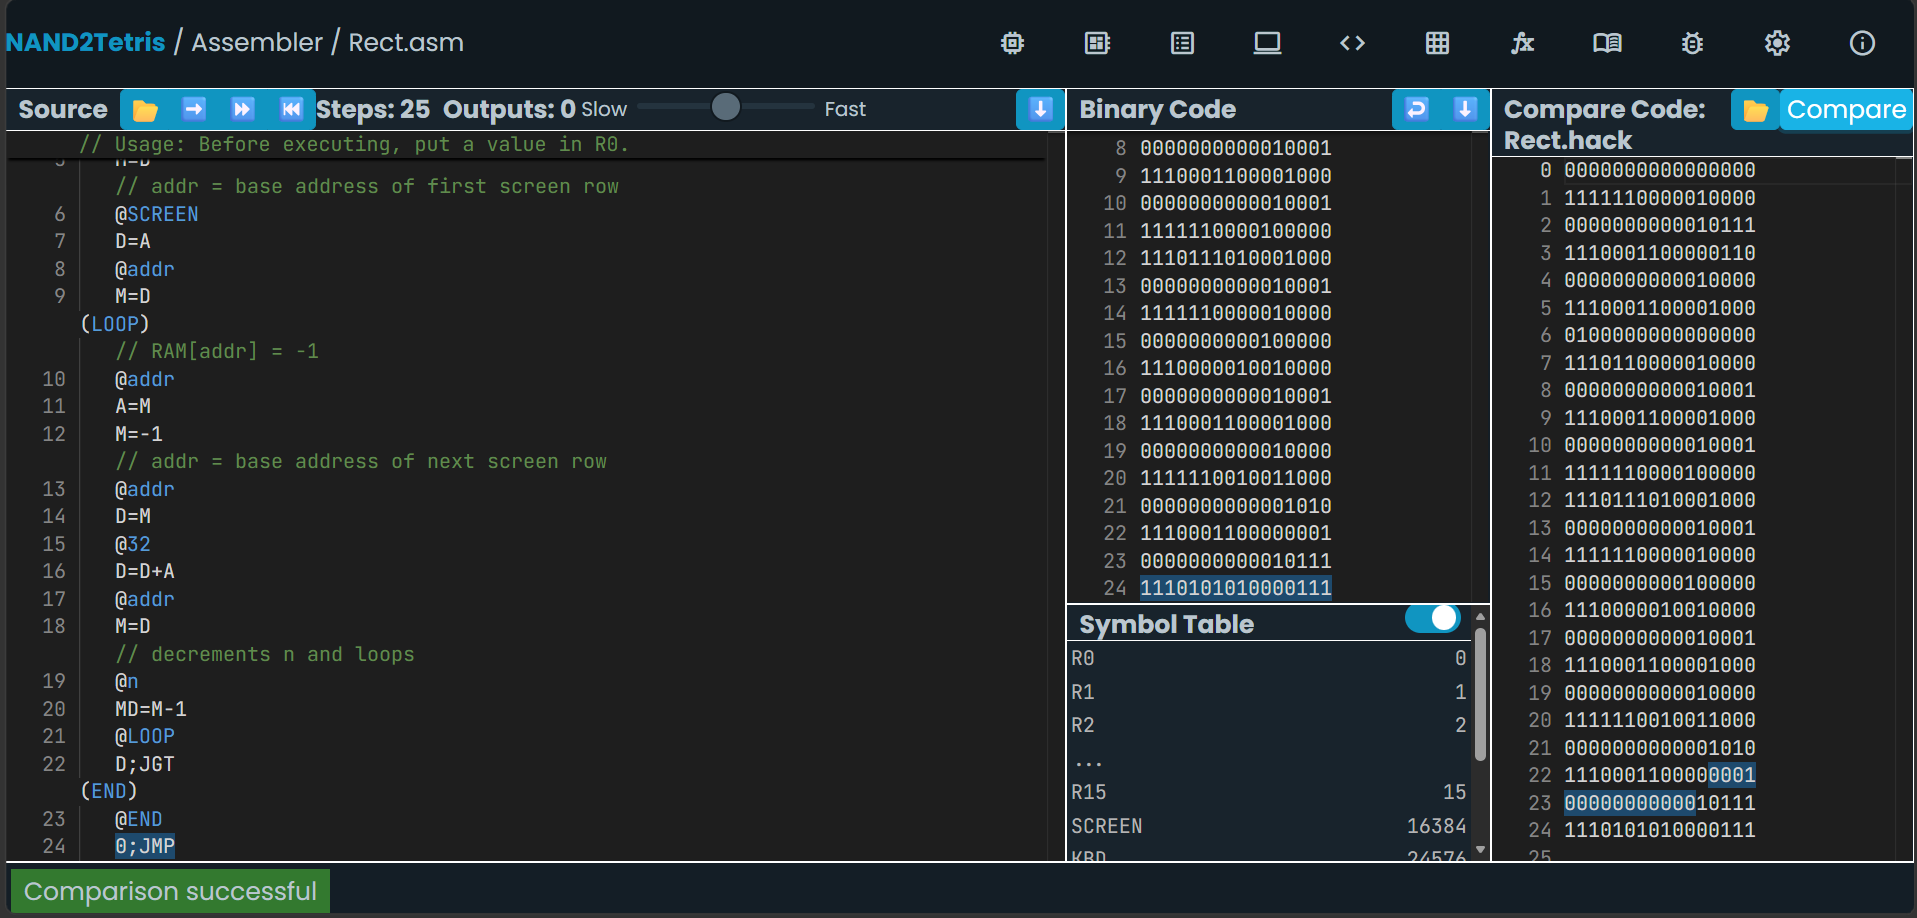 NAND2Tetris / Assembler / Rect.asm
Source Steps: 25 Outputs: 0 Slow Fast
// Usage: Before executing, put a value in R0.
5 M=D
// addr = base address of first screen row
6 @SCREEN
7 D=A
8 @addr
9 M=D
(LOOP)
// RAM[addr] = -1
10 @addr
11 A=M
12 M=-1
// addr = base address of next screen row
13 @addr
14 D=M
15 @32
16 D=D+A
17 @addr
18 M=D
// decrements n and loops
19 @n
20 MD=M-1
21 @LOOP
22 D;JGT
(END)
23 @END
24 0;JMP
Binary Code
8 0000000000010001
9 1110001100001000
10 0000000000010001
11 1111110000100000
12 1110111010001000
13 0000000000010001
14 1111110000010000
15 0000000000100000
16 1110000010010000
17 0000000000010001
18 1110001100001000
19 0000000000010000
20 1111110010011000
21 0000000000001010
22 1110001100000001
23 0000000000010111
24 1110101010000111
Symbol Table
R0 0
R1 1
R2 2
...
R15 15
SCREEN 16384
KBD 24576
Compare Code: Compare
Rect.hack
0 0000000000000000
1 1111110000010000
2 0000000000010111
3 1110001100000110
4 0000000000010000
5 1110001100001000
6 0100000000000000
7 1110110000010000
8 0000000000010001
9 1110001100001000
10 0000000000010001
11 1111110000100000
12 1110111010001000
13 0000000000010001
14 1111110000010000
15 0000000000100000
16 1110000010010000
17 0000000000010001
18 1110001100001000
19 0000000000010000
20 1111110010011000
21 0000000000001010
22 1110001100000001
23 0000000000010111
24 1110101010000111
25
Comparison successful